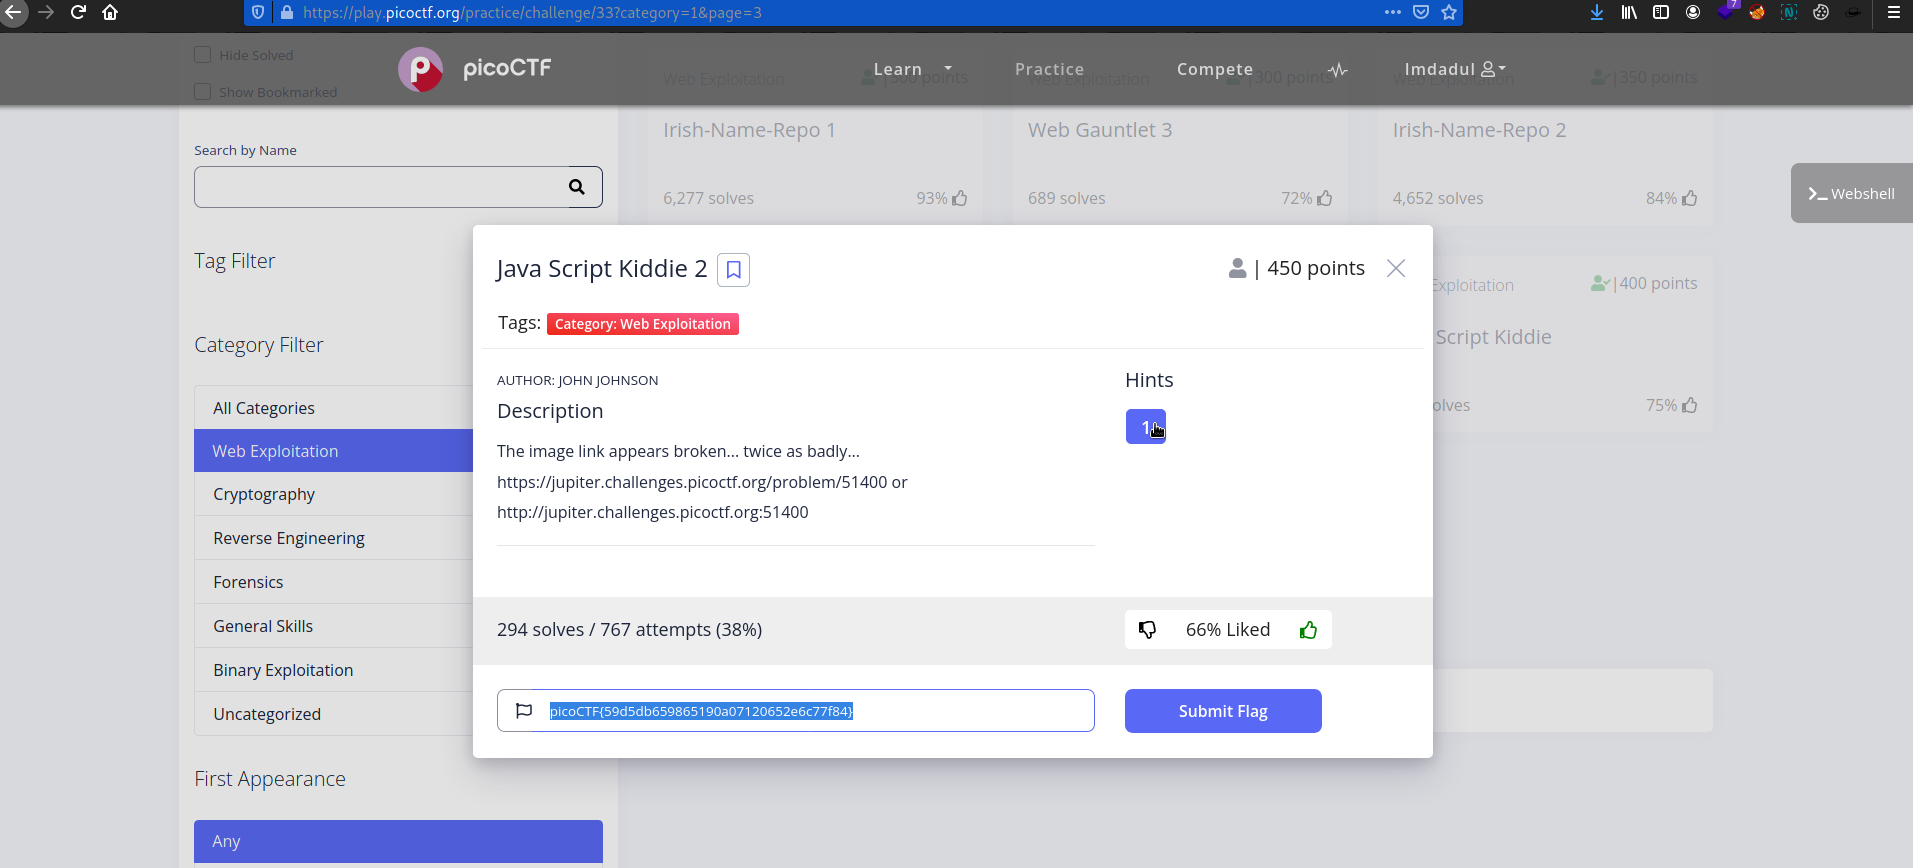 https://play.picoctf.org/practice/challenge/33?category=1&page=3
7
Hide Solved
Show Bookmarked
picoCTF
Learn
Practice
Compete
Imdadul
Web Exploitation
Web Exploitation
300 points
Web Exploitation
350 points
Irish-Name-Repo 1
Web Gauntlet 3
Irish-Name-Repo 2
6,277 solves
93%
689 solves
72%
4,652 solves
84%
Search by Name
>_ Webshell
Tag Filter
Category Filter
All Categories
Web Exploitation
Cryptography
Reverse Engineering
Forensics
General Skills
Binary Exploitation
Uncategorized
First Appearance
Any
Java Script Kiddie 2
| 450 points
Tags: Category: Web Exploitation
AUTHOR: JOHN JOHNSON
Description
The image link appears broken... twice as badly...
https://jupiter.challenges.picoctf.org/problem/51400 or
http://jupiter.challenges.picoctf.org:51400
Hints
1
294 solves / 767 attempts (38%)
66% Liked
picoCTF{59d5db659865190a07120652e6c77f84}
Submit Flag
Exploitation
|400 points
Script Kiddie
olves
75%